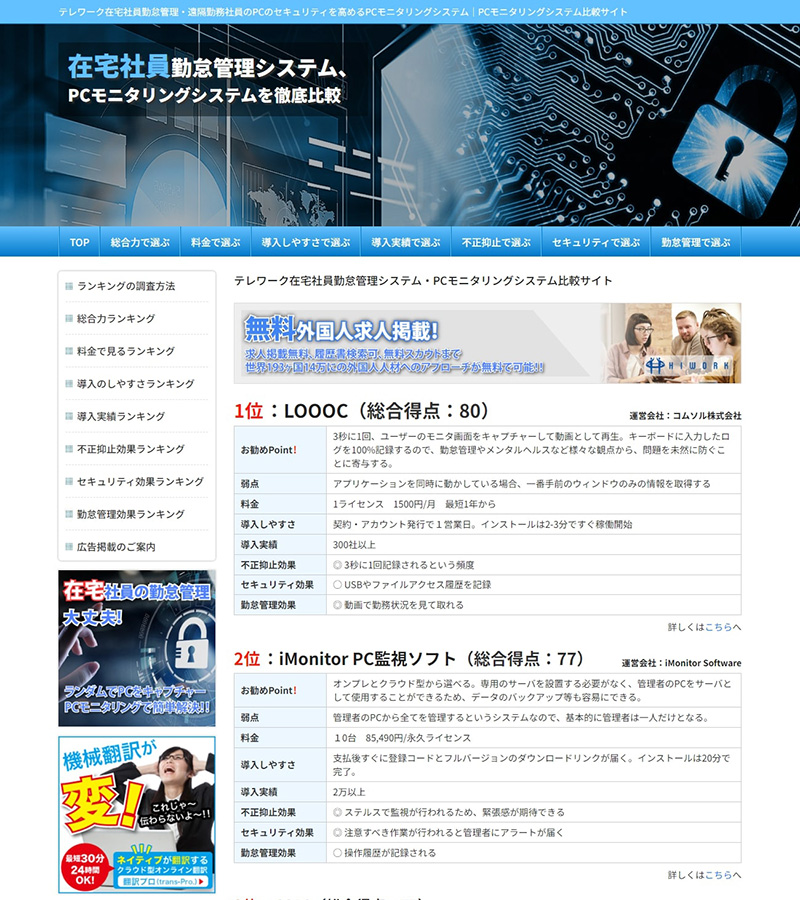 テレワーク在宅社員勤怠管理・遠隔勤務社員のPCのセキュリティを高めるPCモニタリングシステム｜PCモニタリングシステム比較サイト
在宅社員勤怠管理システム、
PCモニタリングシステムを徹底比較
TOP
総合力で選ぶ
料金で選ぶ
導入しやすさで選ぶ
導入実績で選ぶ
不正抑止で選ぶ
セキュリティで選ぶ
勤怠管理で選ぶ
ランキングの調査方法
総合力ランキング
料金で見るランキング
導入のしやすさランキング
導入実績ランキング
不正抑止効果ランキング
セキュリティ効果ランキング
勤怠管理効果ランキング
広告掲載のご案内
在宅社員の勤怠管理
大丈夫!
ランダムでPCをキャプチャー
PCモニタリングで簡単解決!!
機械翻訳が
変!
これじゃ〜
伝わらないよ〜!!
最短30分
24時間
OK!
ネイティブが翻訳する
クラウド型オンライン翻訳
翻訳プロ(trans-Pro.)
テレワーク在宅社員勤怠管理システム・PCモニタリングシステム比較サイト
無料外国人求人掲載!
求人掲載無料、履歴書検索可、無料スカウトまで
世界193ヶ国14万にの外国人人材へのアプローチが無料で可能!!
HIWORK
1位：LOOOC（総合得点：80）
運営会社：コムソル株式会社
お勧めPoint!
3秒に1回、ユーザーのモニタ画面をキャプチャーして動画として再生。キーボードに入力したロ
グを100%記録するので、勤怠管理やメンタルヘルスなど様々な観点から、問題を未然に防ぐこ
とに寄与する。
弱点
アプリケーションを同時に動かしている場合、一番手前のウィンドウのみの情報を取得する
料金
1ライセンス　1500円/月　最短1年から
導入しやすさ
契約・アカウント発行で１営業日。インストールは2-3分ですぐ稼働開始
導入実績
300社以上
不正抑止効果
◎ 3秒に1回記録されるという頻度
セキュリティ効果
◎ USBやファイルアクセス履歴を記録
勤怠管理効果
◎ 動画で勤務状況を見て取れる
詳しくはこちらへ
2位：iMonitor PC監視ソフト（総合得点：77）
運営会社：iMonitor Software
お勧めPoint!
オンプレとクラウド型から選べる。専用のサーバを設置する必要がなく、管理者のPCをサーバと
して使用することができるため、データのバックアップ等も容易にできる。
弱点
管理者のPCから全てを管理するというシステムなので、基本的に管理者は一人だけとなる。
料金
１0台　85,490円/永久ライセンス
導入しやすさ
支払後すぐに登録コードとフルバージョンのダウンロードリンクが届く。インストールは20分で
完了。
導入実績
2万以上
不正抑止効果
◎ ステルスで監視が行われるため、緊張感が期待できる
セキュリティ効果
◎ 注意すべき作業が行われると管理者にアラートが届く
勤怠管理効果
〇 操作履歴が記録される
詳しくはこちらへ